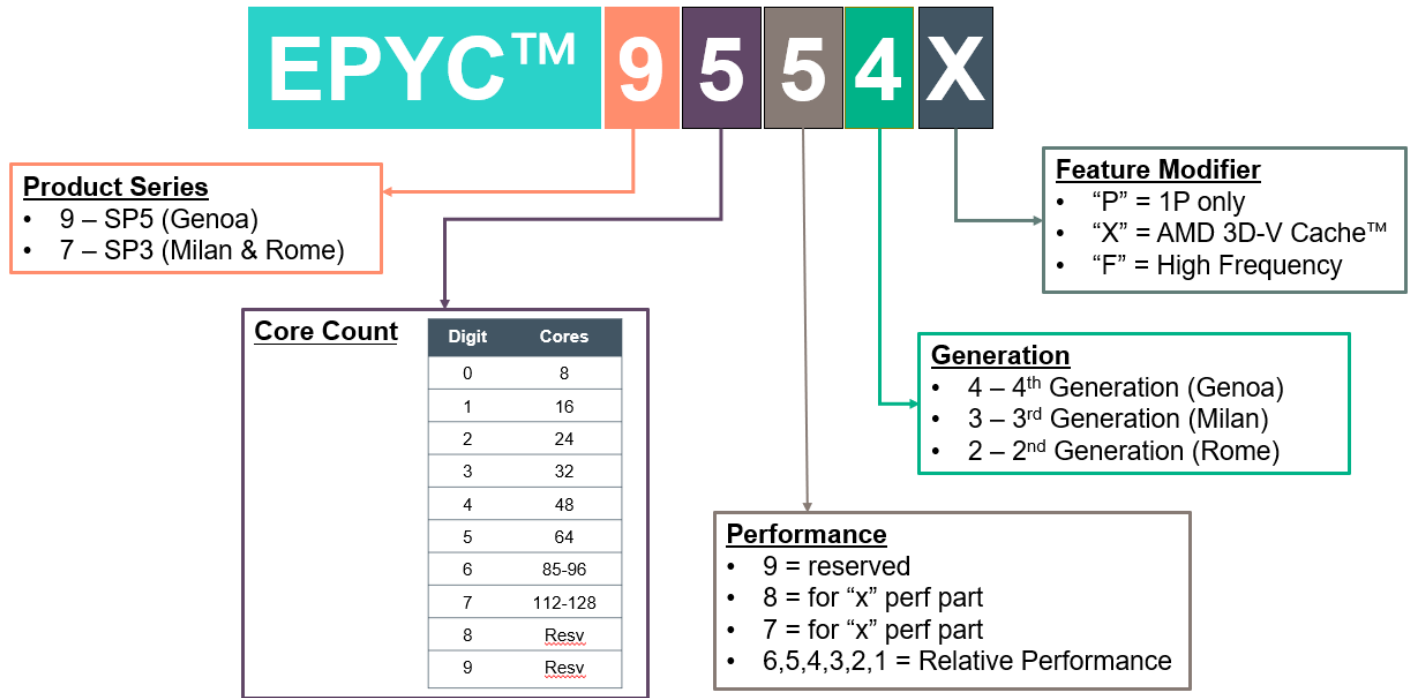 EPYC™ 9 5 5 4 X
Product Series
• 9 – SP5 (Genoa)
• 7 – SP3 (Milan & Rome)
Feature Modifier
• “P” = 1P only
• “X” = AMD 3D-V Cache™
• “F” = High Frequency
Core Count
Digit Cores
0 8
1 16
2 24
3 32
4 48
5 64
6 85-96
7 112-128
8 Resv
9 Resv
Generation
• 4 – 4th Generation (Genoa)
• 3 – 3rd Generation (Milan)
• 2 – 2nd Generation (Rome)
Performance
• 9 = reserved
• 8 = for “x” perf part
• 7 = for “x” perf part
• 6,5,4,3,2,1 = Relative Performance